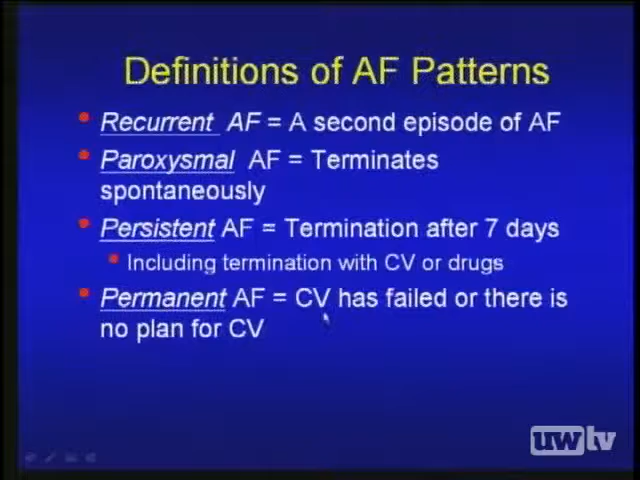 Definitions of AF Patterns
Recurrent AF = A second episode of AF
Paroxysmal AF = Terminates
spontaneously
Persistent AF = Termination after 7 days
Including termination with CV or drugs
Permanent AF = CV has failed or there is
no plan for CV
uwtv